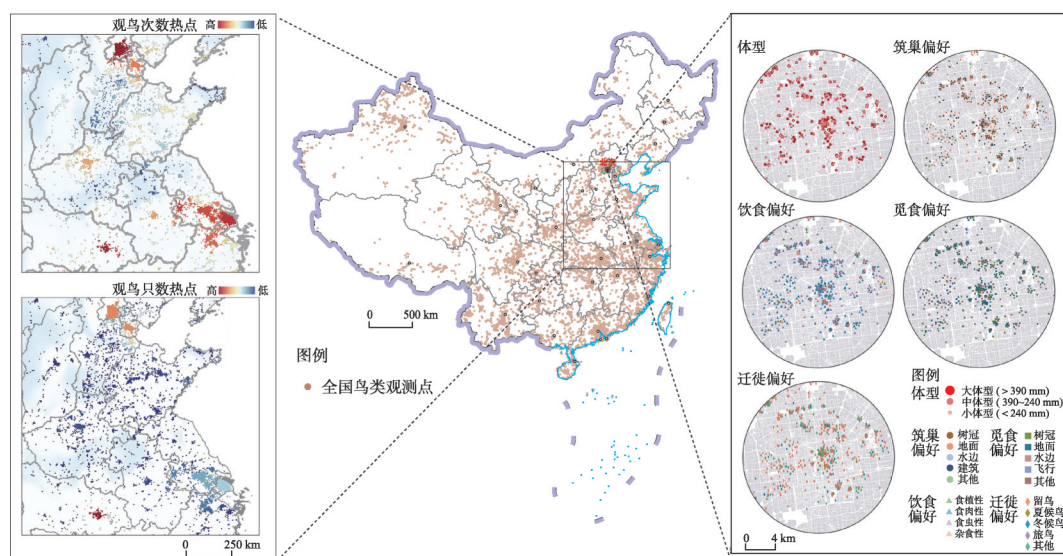 观鸟次数热点 高 低
观鸟只数热点 高 低
0 250 km
0 500 km
图例
全国鸟类观测点
体型
筑巢偏好
饮食偏好
觅食偏好
迁徙偏好
0 4 km
图例
体型
大体型 (>390 mm)
中体型 (390~240 mm)
小体型 (<240 mm)
筑巢
偏好
树冠
地面
水边
建筑
其他
觅食
偏好
树冠
地面
水边
飞行
其他
饮食
偏好
食植性
食肉性
食虫性
杂食性
迁徙
偏好
留鸟
夏候鸟
冬候鸟
旅鸟
其他